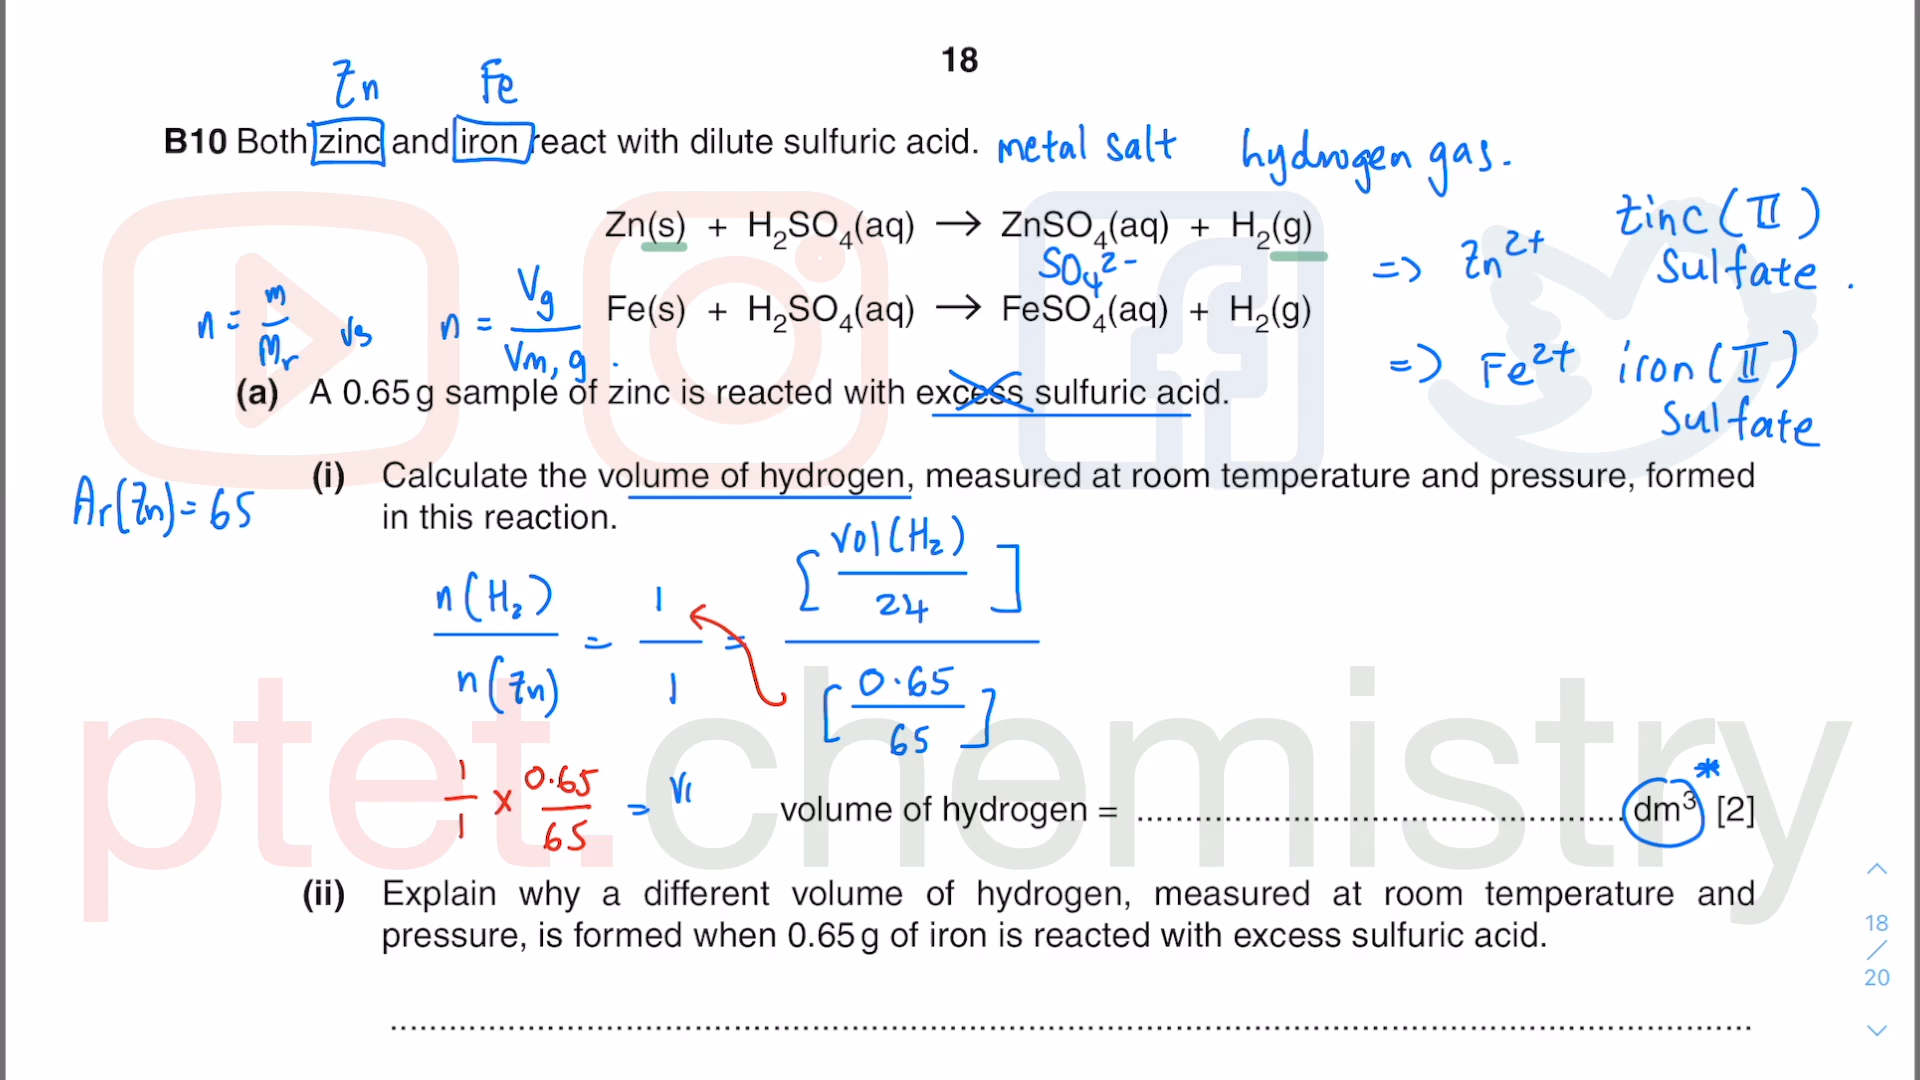 18
Zn Fe
B10 Both zinc and iron react with dilute sulfuric acid. metal salt hydrogen gas.
Zn(s) + H₂SO₄(aq) → ZnSO₄(aq) + H₂(g)
SO₄²⁻
=> Zn²⁺ zinc(II) sulfate.
n = m/Mr vs n = Vg/Vm,g.
Fe(s) + H₂SO₄(aq) → FeSO₄(aq) + H₂(g)
=> Fe²⁺ iron(II) sulfate
(a) A 0.65 g sample of zinc is reacted with excess sulfuric acid.
(i) Calculate the volume of hydrogen, measured at room temperature and pressure, formed
in this reaction.
Ar(Zn) = 65
n(H₂)/n(Zn) = 1/1 = [vol(H₂)/24]/[0.65/65]
1/1 x 0.65/65 = v
volume of hydrogen = .................................................. dm³ * [2]
(ii) Explain why a different volume of hydrogen, measured at room temperature and
pressure, is formed when 0.65 g of iron is reacted with excess sulfuric acid.
18
/
20
ptet.chemistry